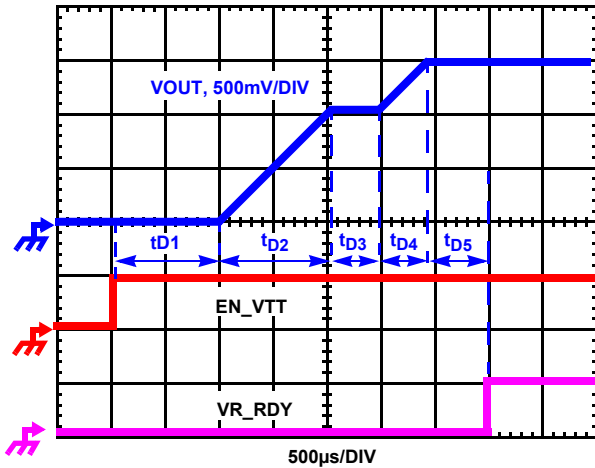 VOUT, 500mV/DIV
tD1 tD2 tD3 tD4 tD5
EN_VTT
VR_RDY
500µs/DIV